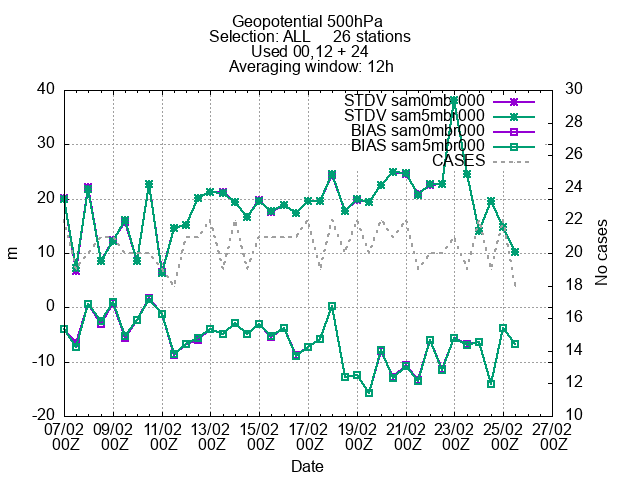 Geopotential 500hPa
Selection: ALL 26 stations
Used 00,12 + 24
Averaging window: 12h
STDV sam0mbr000
STDV sam5mbr000
BIAS sam0mbr000
BIAS sam5mbr000
CASES
40
30
20
10
0
-10
-20
m
30
28
26
24
22
20
18
16
14
12
10
No cases
07/02 09/02 11/02 13/02 15/02 17/02 19/02 21/02 23/02 25/02 27/02
00Z 00Z 00Z 00Z 00Z 00Z 00Z 00Z 00Z 00Z 00Z
Date